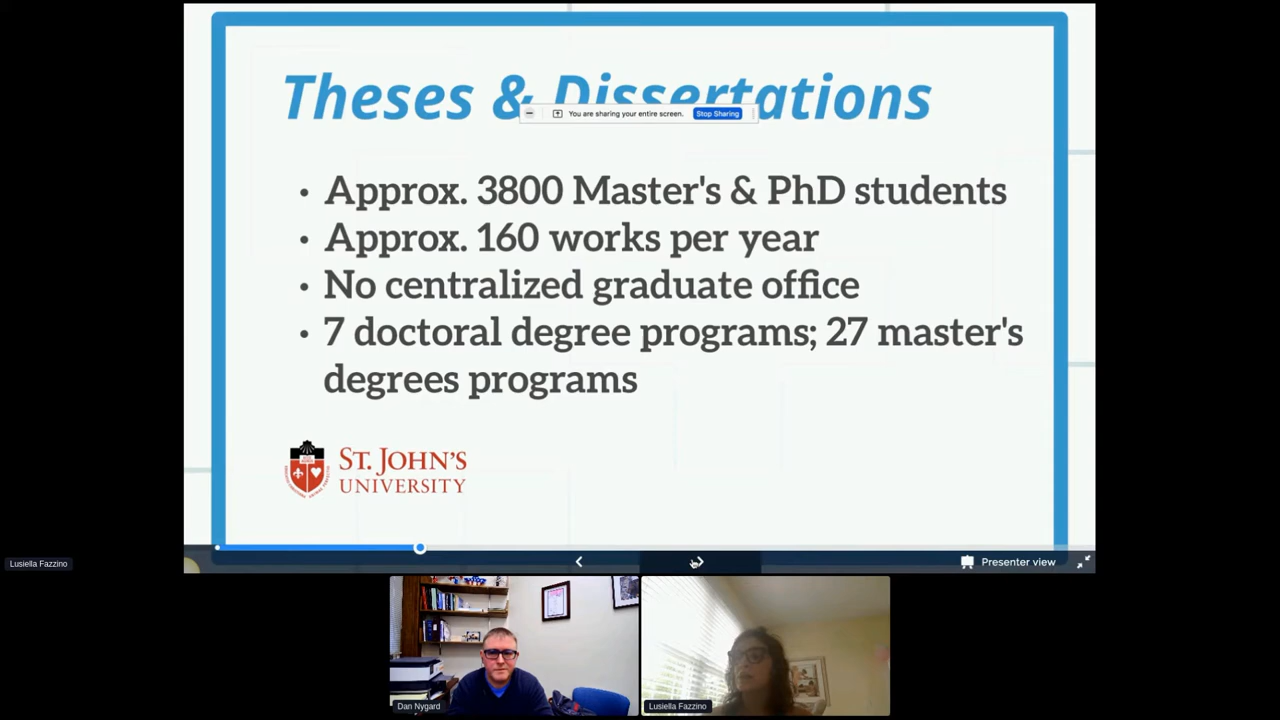 Theses & Dissertations
You are sharing your entire screen.
Stop Sharing
• Approx. 3800 Master's & PhD students
• Approx. 160 works per year
• No centralized graduate office
• 7 doctoral degree programs; 27 master's
degrees programs
ST. JOHN'S
UNIVERSITY
Presenter view
Lusiella Fazzino
Dan Nygard
Lusiella Fazzino